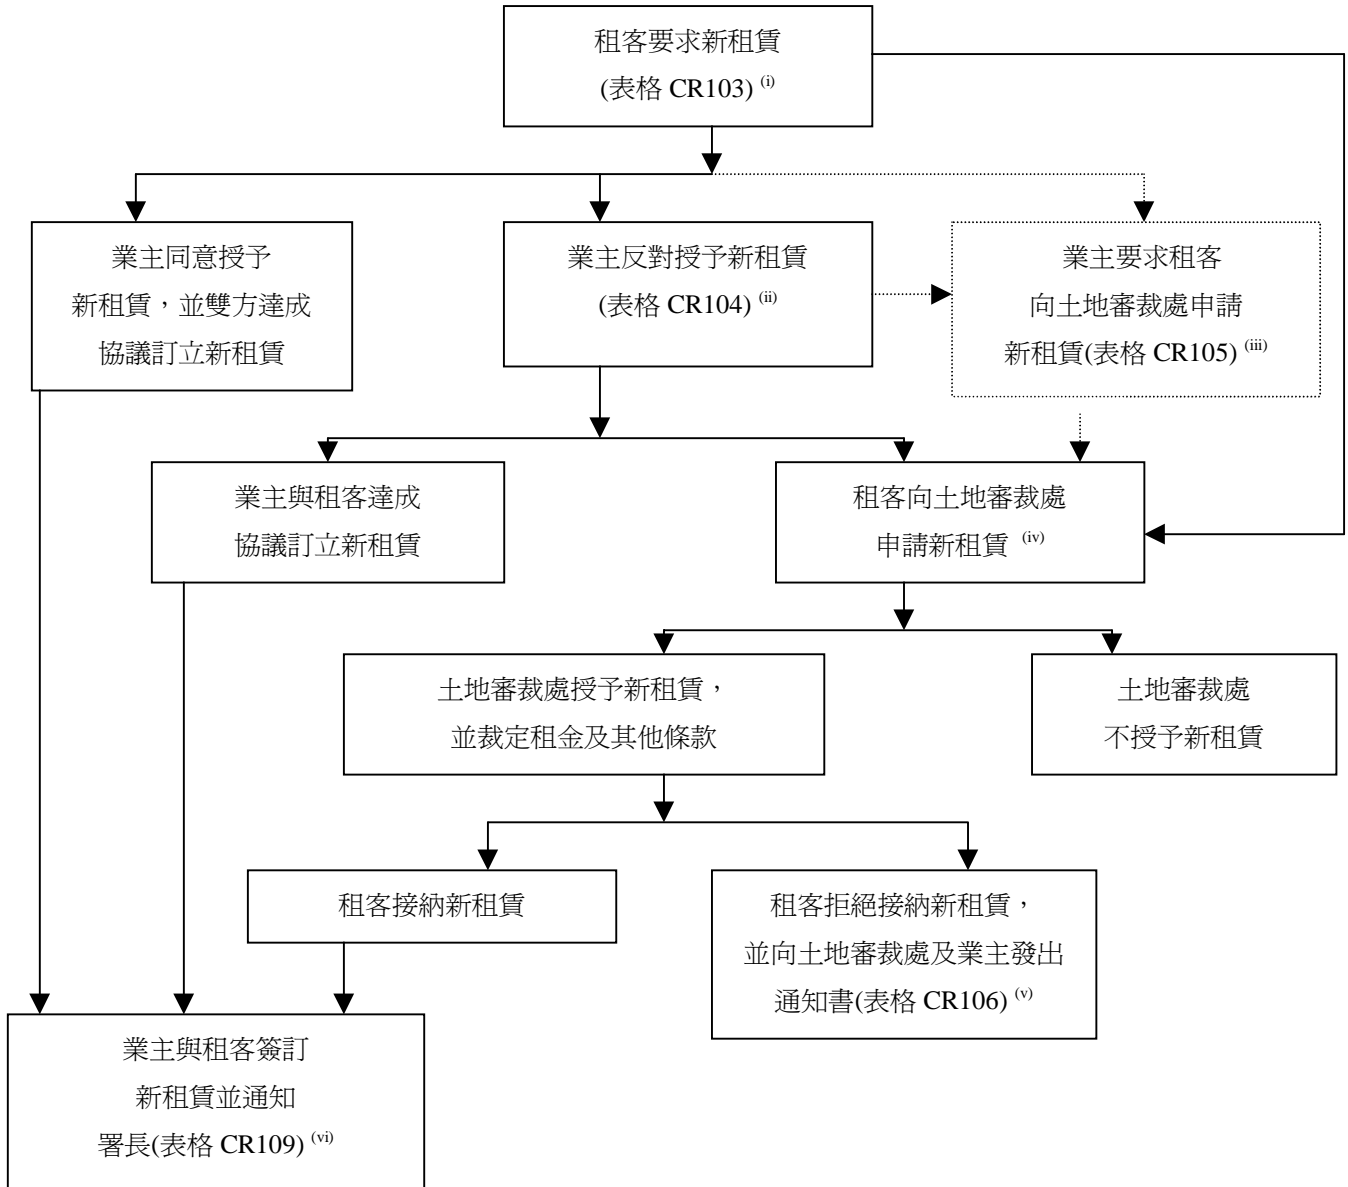 租客要求新租賃
(表格 CR103) (i)
業主同意授予
新租賃，並雙方達成
協議訂立新租賃
業主反對授予新租賃
(表格 CR104) (ii)
業主要求租客
向土地審裁處申請
新租賃(表格 CR105) (iii)
業主與租客達成
協議訂立新租賃
租客向土地審裁處
申請新租賃 (iv)
土地審裁處授予新租賃，
並裁定租金及其他條款
土地審裁處
不授予新租賃
租客接納新租賃
租客拒絕接納新租賃，
並向土地審裁處及業主發出
通知書(表格 CR106) (v)
業主與租客簽訂
新租賃並通知
署長(表格 CR109) (vi)